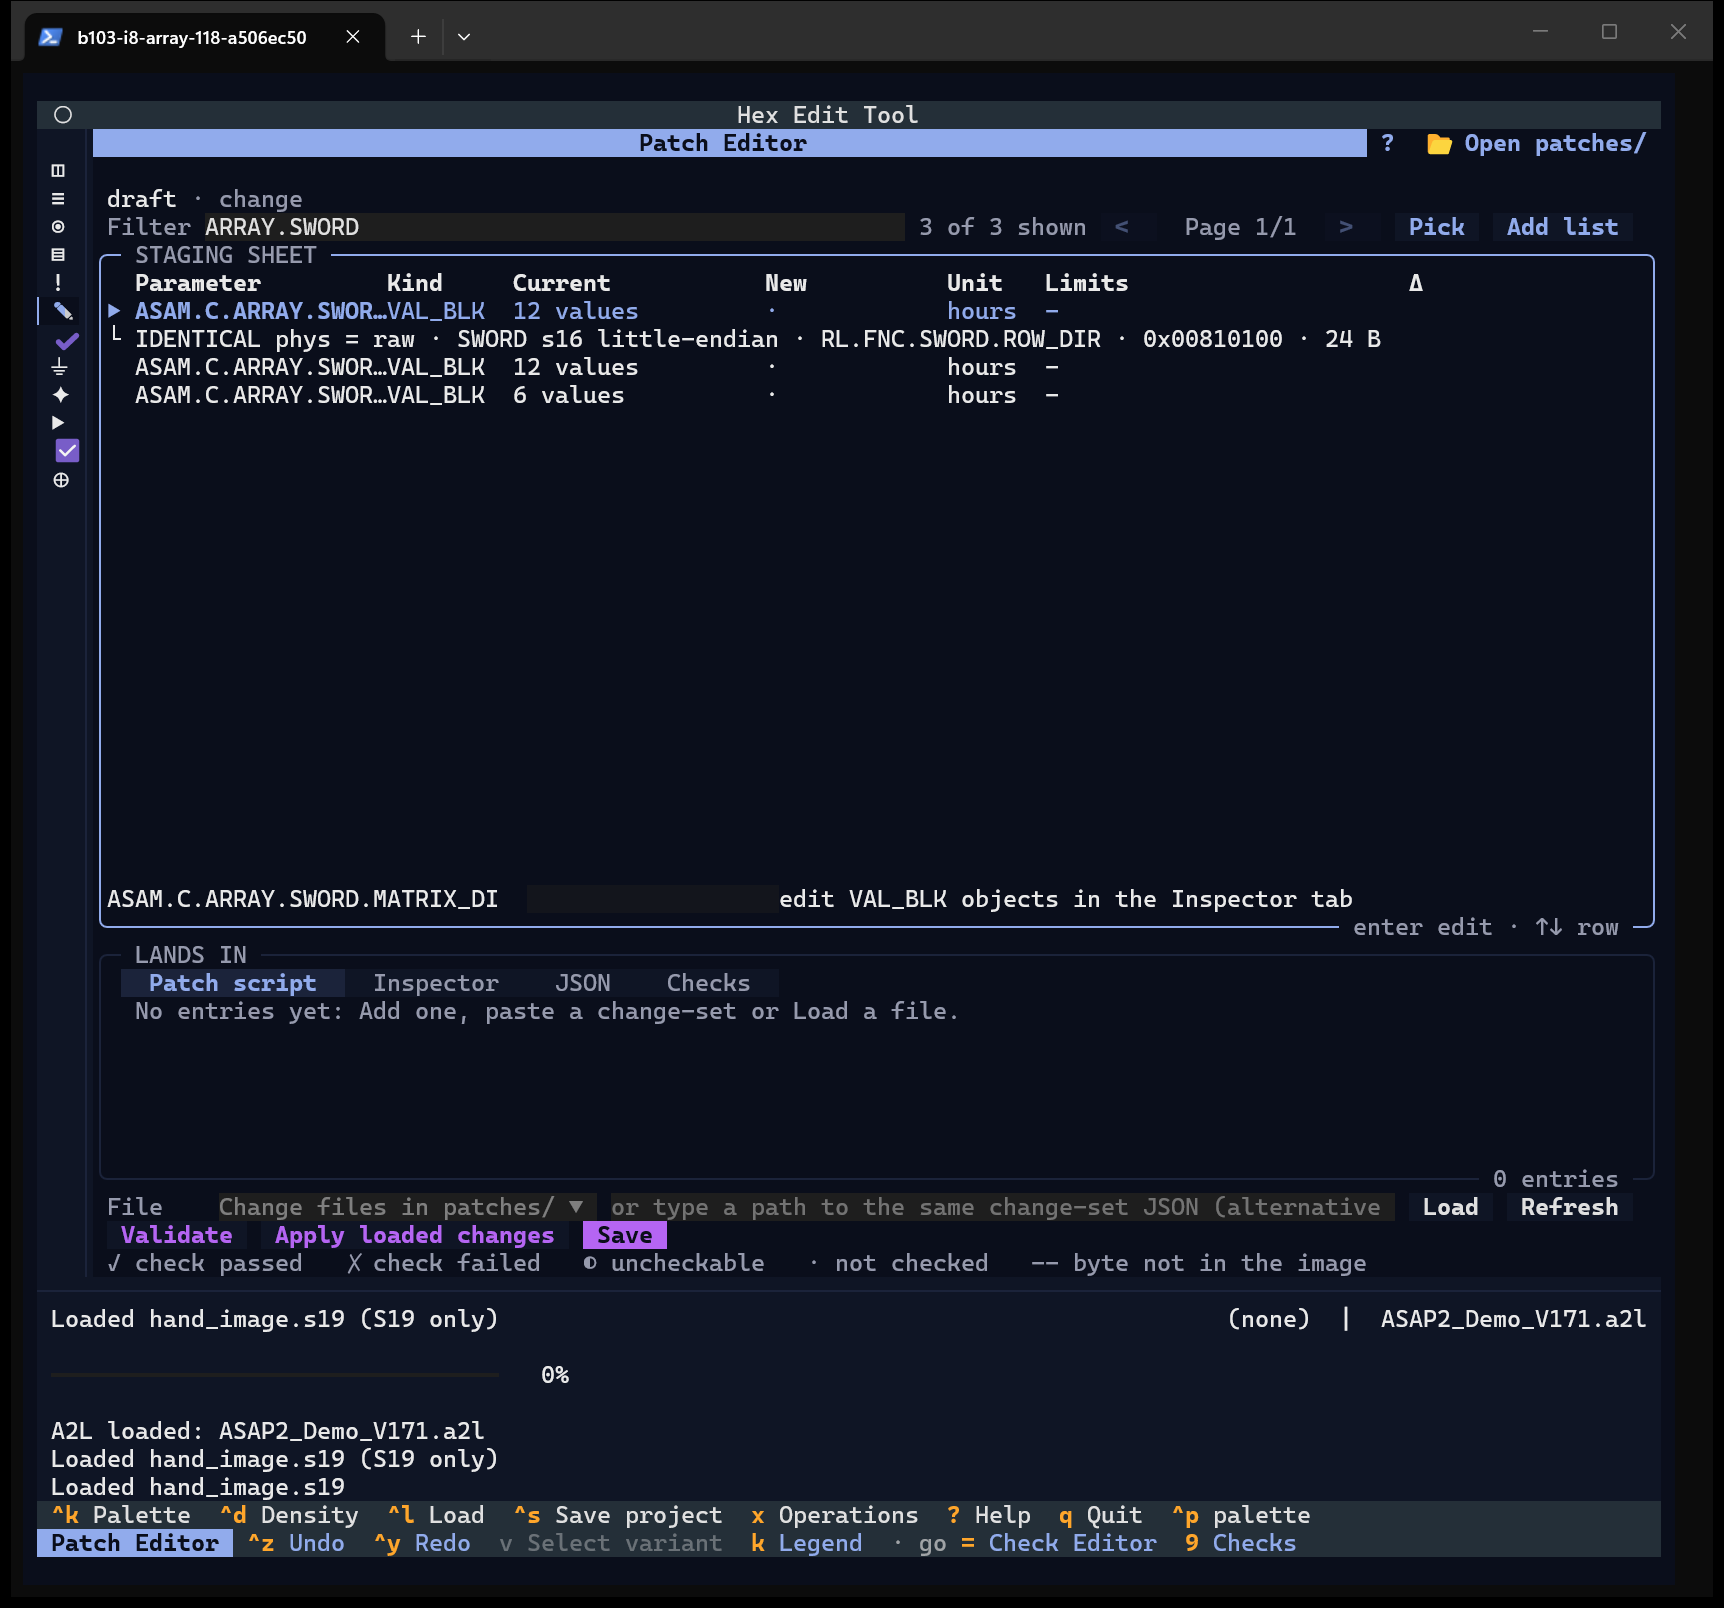 b103-i8-array-118-a506ec50
Hex Edit Tool
Patch Editor ? Open patches/
draft · change
Filter ARRAY.SWORD 3 of 3 shown < Page 1/1 > Pick Add list
STAGING SHEET
Parameter Kind Current New Unit Limits Δ
▶ ASAM.C.ARRAY.SWOR…VAL_BLK 12 values · hours –
└ IDENTICAL phys = raw · SWORD s16 little-endian · RL.FNC.SWORD.ROW_DIR · 0x00810100 · 24 B
ASAM.C.ARRAY.SWOR…VAL_BLK 12 values · hours –
ASAM.C.ARRAY.SWOR…VAL_BLK 6 values · hours –
ASAM.C.ARRAY.SWORD.MATRIX_DI edit VAL_BLK objects in the Inspector tab
enter edit · ↑↓ row
LANDS IN
Patch script Inspector JSON Checks
No entries yet: Add one, paste a change-set or Load a file.
0 entries
File Change files in patches/ ▼ or type a path to the same change-set JSON (alternative Load Refresh
Validate Apply loaded changes Save
✓ check passed ✗ check failed ◐ uncheckable · not checked -- byte not in the image
Loaded hand_image.s19 (S19 only) (none) | ASAP2_Demo_V171.a2l
0%
A2L loaded: ASAP2_Demo_V171.a2l
Loaded hand_image.s19 (S19 only)
Loaded hand_image.s19
^k Palette ^d Density ^l Load ^s Save project x Operations ? Help q Quit ^p palette
Patch Editor ^z Undo ^y Redo v Select variant k Legend · go = Check Editor 9 Checks